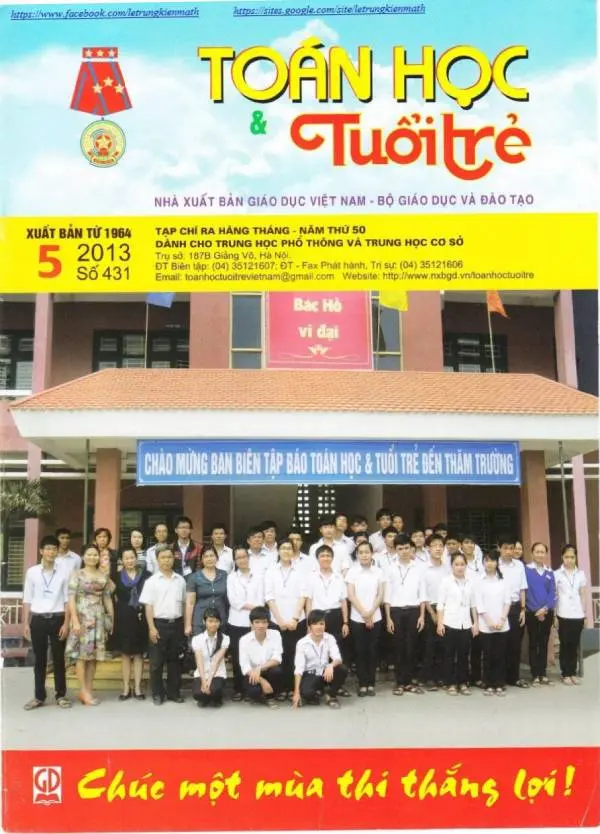 https://www.facebook.com/letrungkienmath
https://sites.google.com/site/letrungkienmath
TOÁN HỌC
& Tuổi trẻ
NHÀ XUẤT BẢN GIÁO DỤC VIỆT NAM - BỘ GIÁO DỤC VÀ ĐÀO TẠO
XUẤT BẢN TỪ 1964
5 2013
Số 431
TẠP CHÍ RA HÀNG THÁNG - NĂM THỨ 50
DÀNH CHO TRUNG HỌC PHỔ THÔNG VÀ TRUNG HỌC CƠ SỞ
Trụ sở: 187B Giảng Võ, Hà Nội.
ĐT Biên tập: (04) 35121607; ĐT - Fax Phát hành, Trị sự: (04) 35121606
Email: toanhoctuoitrevietnam@gmail.com Website: http://www.nxbgd.vn/toanhoctuoitre
Bác Hồ
vĩ đại
CHÀO MỪNG BAN BIÊN TẬP BÁO TOÁN HỌC & TUỔI TRẺ ĐẾN THĂM TRƯỜNG
GD Chúc một mùa thi thắng lợi!